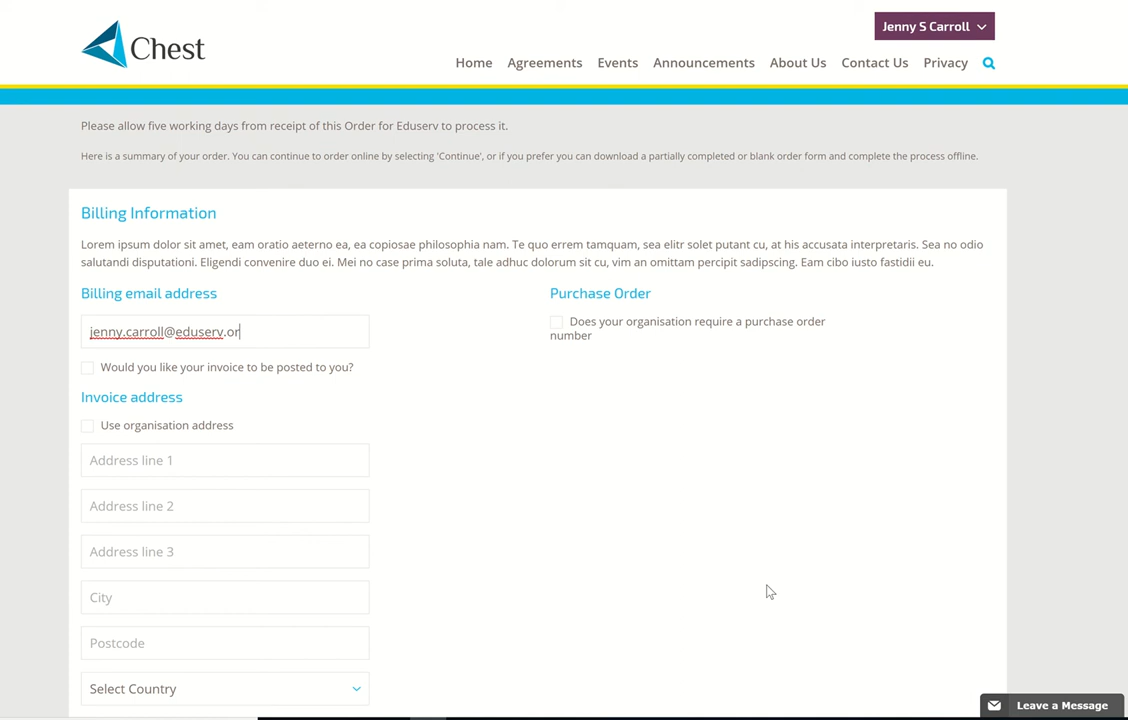 Jenny S Carroll
Chest
Home Agreements Events Announcements About Us Contact Us Privacy
Please allow five working days from receipt of this Order for Eduserv to process it.
Here is a summary of your order. You can continue to order online by selecting 'Continue', or if you prefer you can download a partially completed or blank order form and complete the process offline.
Billing Information
Lorem ipsum dolor sit amet, eam oratio aeterno ea, ea copiosae philosophia nam. Te quo errem tamquam, sea elitr solet putant cu, at his accusata interpretaris. Sea no odio
salutandi disputationi. Eligendi convenire duo ei. Mei no case prima soluta, tale adhuc dolorum sit cu, vim an omittam percipit sadipscing. Eam cibo iusto fastidii eu.
Billing email address
jenny.carroll@eduserv.or
Would you like your invoice to be posted to you?
Purchase Order
Does your organisation require a purchase order
number
Invoice address
Use organisation address
Address line 1
Address line 2
Address line 3
City
Postcode
Select Country
Leave a Message